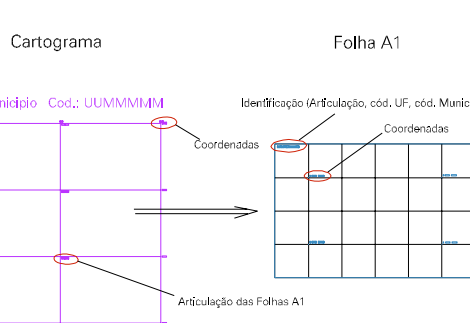 Cartograma
Folha A1
nicipio Cod.: UUMMMMM
Identificação (Articulação, cód. UF, cód. Munic
Coordenadas
Coordenadas
Articulação das Folhas A1